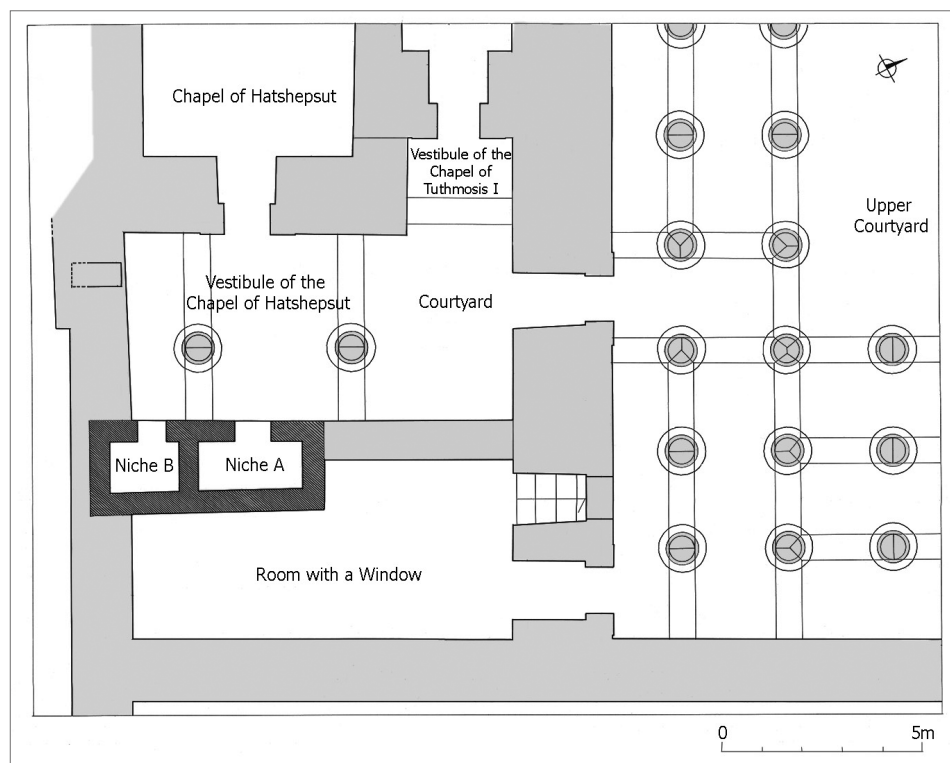 Chapel of Hatshepsut
Vestibule of the
Chapel of
Tuthmosis I
Upper
Courtyard
Vestibule of the
Chapel of Hatshepsut
Courtyard
Niche B
Niche A
Room with a Window
0
5m